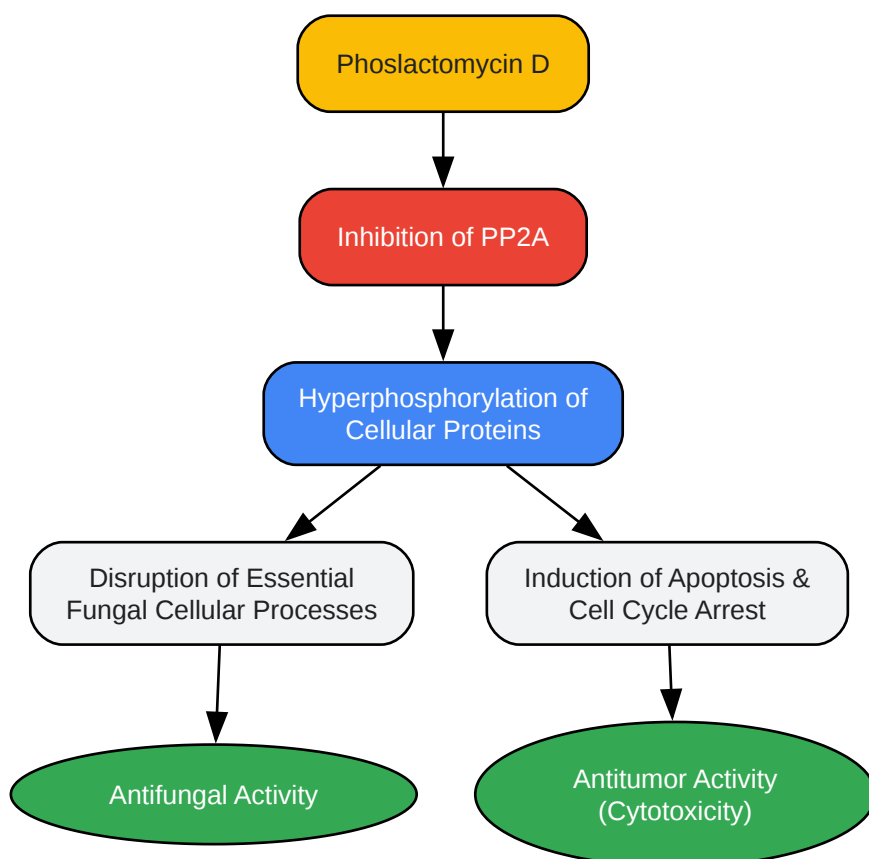 Phoslactomycin D
Inhibition of PP2A
Hyperphosphorylation of
Cellular Proteins
Disruption of Essential
Fungal Cellular Processes
Induction of Apoptosis &
Cell Cycle Arrest
Antifungal Activity
Antitumor Activity
(Cytotoxicity)